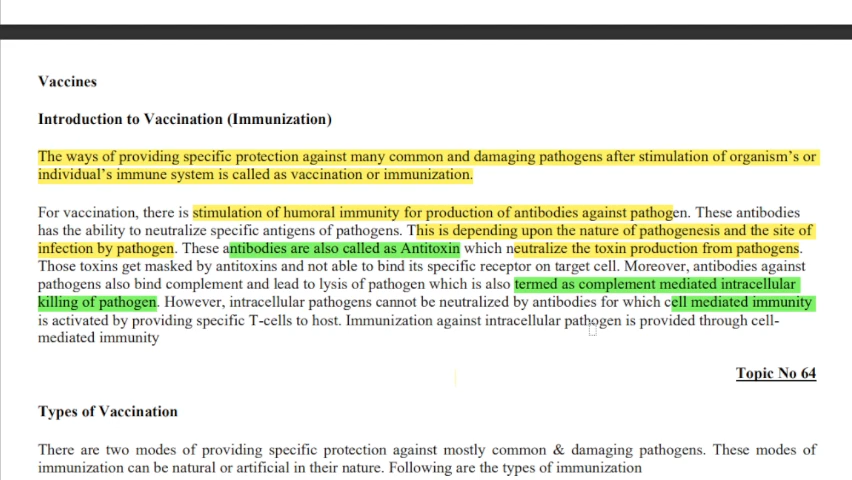 Vaccines
Introduction to Vaccination (Immunization)
The ways of providing specific protection against many common and damaging pathogens after stimulation of organism's or
individual's immune system is called as vaccination or immunization.
For vaccination, there is stimulation of humoral immunity for production of antibodies against pathogen. These antibodies
has the ability to neutralize specific antigens of pathogens. This is depending upon the nature of pathogenesis and the site of
infection by pathogen. These antibodies are also called as Antitoxin which neutralize the toxin production from pathogens.
Those toxins get masked by antitoxins and not able to bind its specific receptor on target cell. Moreover, antibodies against
pathogens also bind complement and lead to lysis of pathogen which is also termed as complement mediated intracellular
killing of pathogen. However, intracellular pathogens cannot be neutralized by antibodies for which cell mediated immunity
is activated by providing specific T-cells to host. Immunization against intracellular pathogen is provided through cell-
mediated immunity
Topic No 64
Types of Vaccination
There are two modes of providing specific protection against mostly common & damaging pathogens. These modes of
immunization can be natural or artificial in their nature. Following are the types of immunization